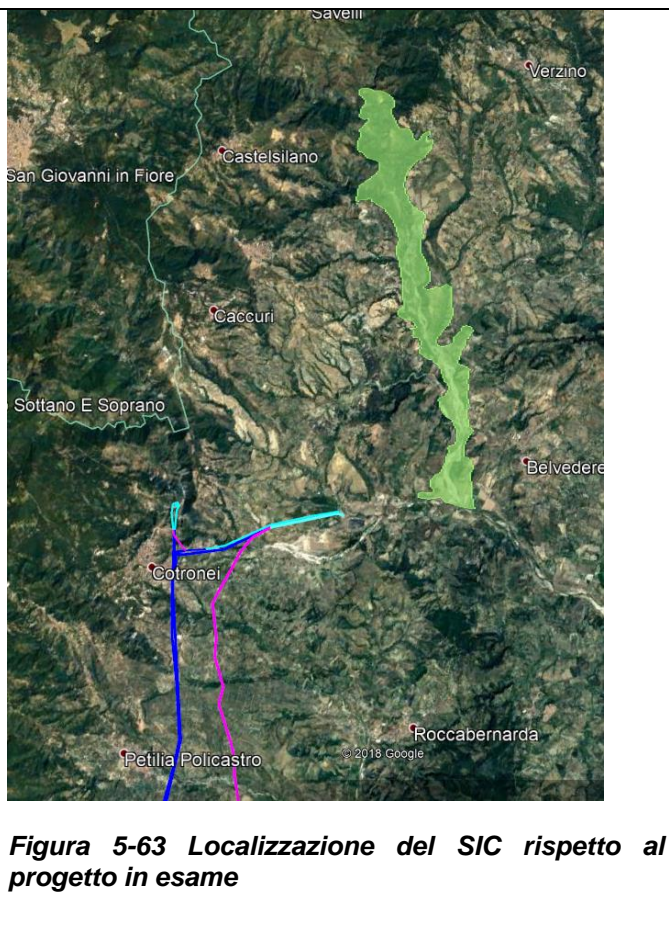 Savelli
Verzino
Castelsilano
San Giovanni in Fiore
Caccuri
Sottano E Soprano
Belvedere
Cotronei
Roccabernarda
© 2018 Google
Petilia Policastro
Figura 5-63 Localizzazione del SIC rispetto al
progetto in esame